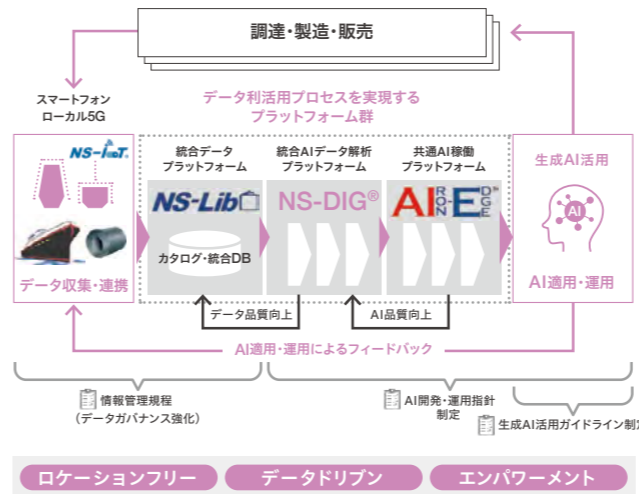 調達・製造・販売
スマートフォン
ローカル5G
データ利活用プロセスを実現する
プラットフォーム群
NS-IoT®
データ収集・連携
統合データ
プラットフォーム
NS-Lib
カタログ・統合DB
統合AIデータ解析
プラットフォーム
NS-DIG®
共通AI稼働
プラットフォーム
AIRON-EDGE™
生成AI活用
AI
AI適用・運用
データ品質向上
AI品質向上
AI適用・運用によるフィードバック
情報管理規程
(データガバナンス強化)
AI開発・運用指針
制定
生成AI活用ガイドライン制定
ロケーションフリー
データドリブン
エンパワーメント